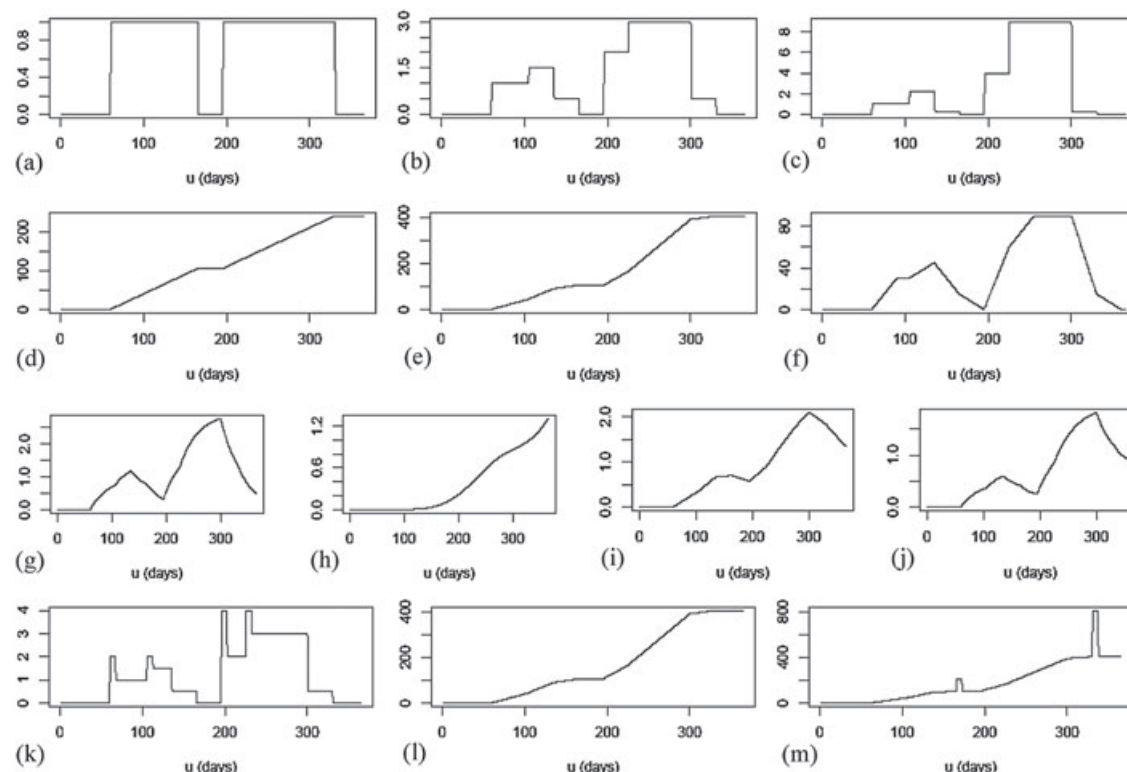 0.0 0.4 0.8
0 100 200 300
(a)
u (days)
0.0 1.5 3.0
0 100 200 300
(b)
u (days)
0 2 4 8
0 100 200 300
(c)
u (days)
0 100 200
0 100 200 300
(d)
u (days)
0 200 400
0 100 200 300
(e)
u (days)
0 40 80
0 100 200 300
(f)
u (days)
0.0 1.0 2.0
0 100 200 300
(g)
u (days)
0.0 0.6 1.2
0 100 200 300
(h)
u (days)
0.0 1.0 2.0
0 100 200 300
(i)
u (days)
0.0 1.0
0 100 200 300
(j)
u (days)
0 1 2 3 4
0 100 200 300
(k)
u (days)
0 200 400
0 100 200 300
(l)
u (days)
0 400 800
0 100 200 300
(m)
u (days)